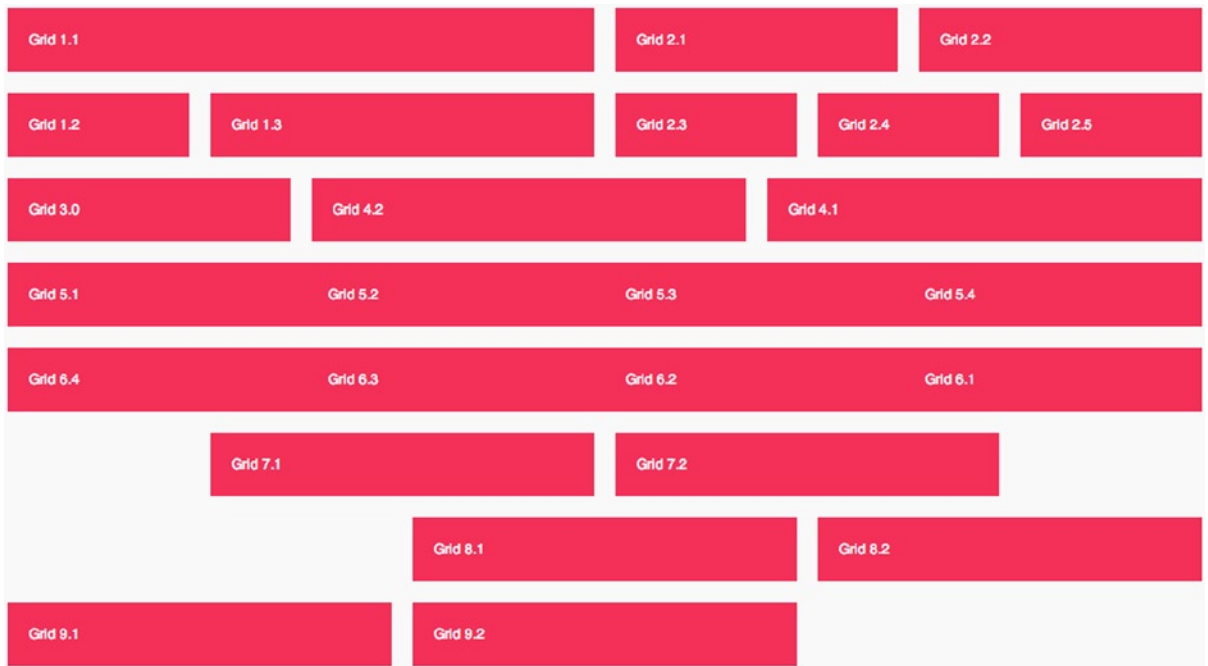 Grid 1.1 Grid 2.1 Grid 2.2
Grid 1.2 Grid 1.3 Grid 2.3 Grid 2.4 Grid 2.5
Grid 3.0 Grid 4.2 Grid 4.1
Grid 5.1 Grid 5.2 Grid 5.3 Grid 5.4
Grid 6.4 Grid 6.3 Grid 6.2 Grid 6.1
Grid 7.1 Grid 7.2
Grid 8.1 Grid 8.2
Grid 9.1 Grid 9.2